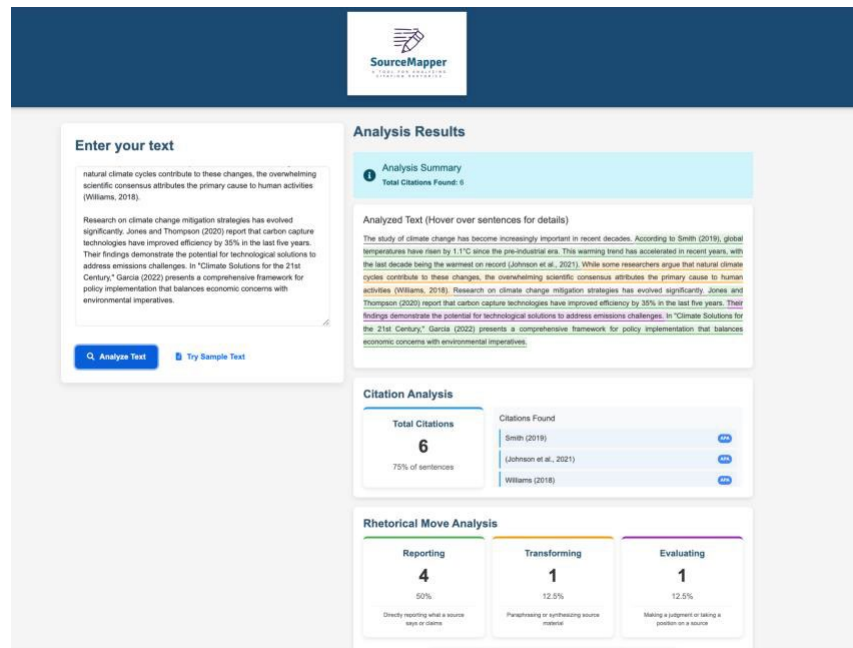 SourceMapper
A TOOL FOR ANALYZING
CITATION RHETORICS
Enter your text
natural climate cycles contribute to these changes, the overwhelming
scientific consensus attributes the primary cause to human activities
(Williams, 2018).
Research on climate change mitigation strategies has evolved
significantly. Jones and Thompson (2020) report that carbon capture
technologies have improved efficiency by 35% in the last five years.
Their findings demonstrate the potential for technological solutions to
address emissions challenges. In "Climate Solutions for the 21st
Century," Garcia (2022) presents a comprehensive framework for
policy implementation that balances economic concerns with
environmental imperatives.
Analyze Text
Try Sample Text
Analysis Results
Analysis Summary
Total Citations Found: 6
Analyzed Text (Hover over sentences for details)
The study of climate change has become increasingly important in recent decades. According to Smith (2019), global
temperatures have risen by 1.1°C since the pre-industrial era. This warming trend has accelerated in recent years, with
the last decade being the warmest on record (Johnson et al., 2021). While some researchers argue that natural climate
cycles contribute to these changes, the overwhelming scientific consensus attributes the primary cause to human
activities (Williams, 2018). Research on climate change mitigation strategies has evolved significantly. Jones and
Thompson (2020) report that carbon capture technologies have improved efficiency by 35% in the last five years. Their
findings demonstrate the potential for technological solutions to address emissions challenges. In "Climate Solutions for
the 21st Century," Garcia (2022) presents a comprehensive framework for policy implementation that balances
economic concerns with environmental imperatives.
Citation Analysis
Total Citations
6
75% of sentences
Citations Found
Smith (2019) APA
(Johnson et al., 2021) APA
Williams (2018) APA
Rhetorical Move Analysis
Reporting
4
50%
Directly reporting what a source
says or claims
Transforming
1
12.5%
Paraphrasing or synthesizing source
material
Evaluating
1
12.5%
Making a judgment or taking a
position on a source